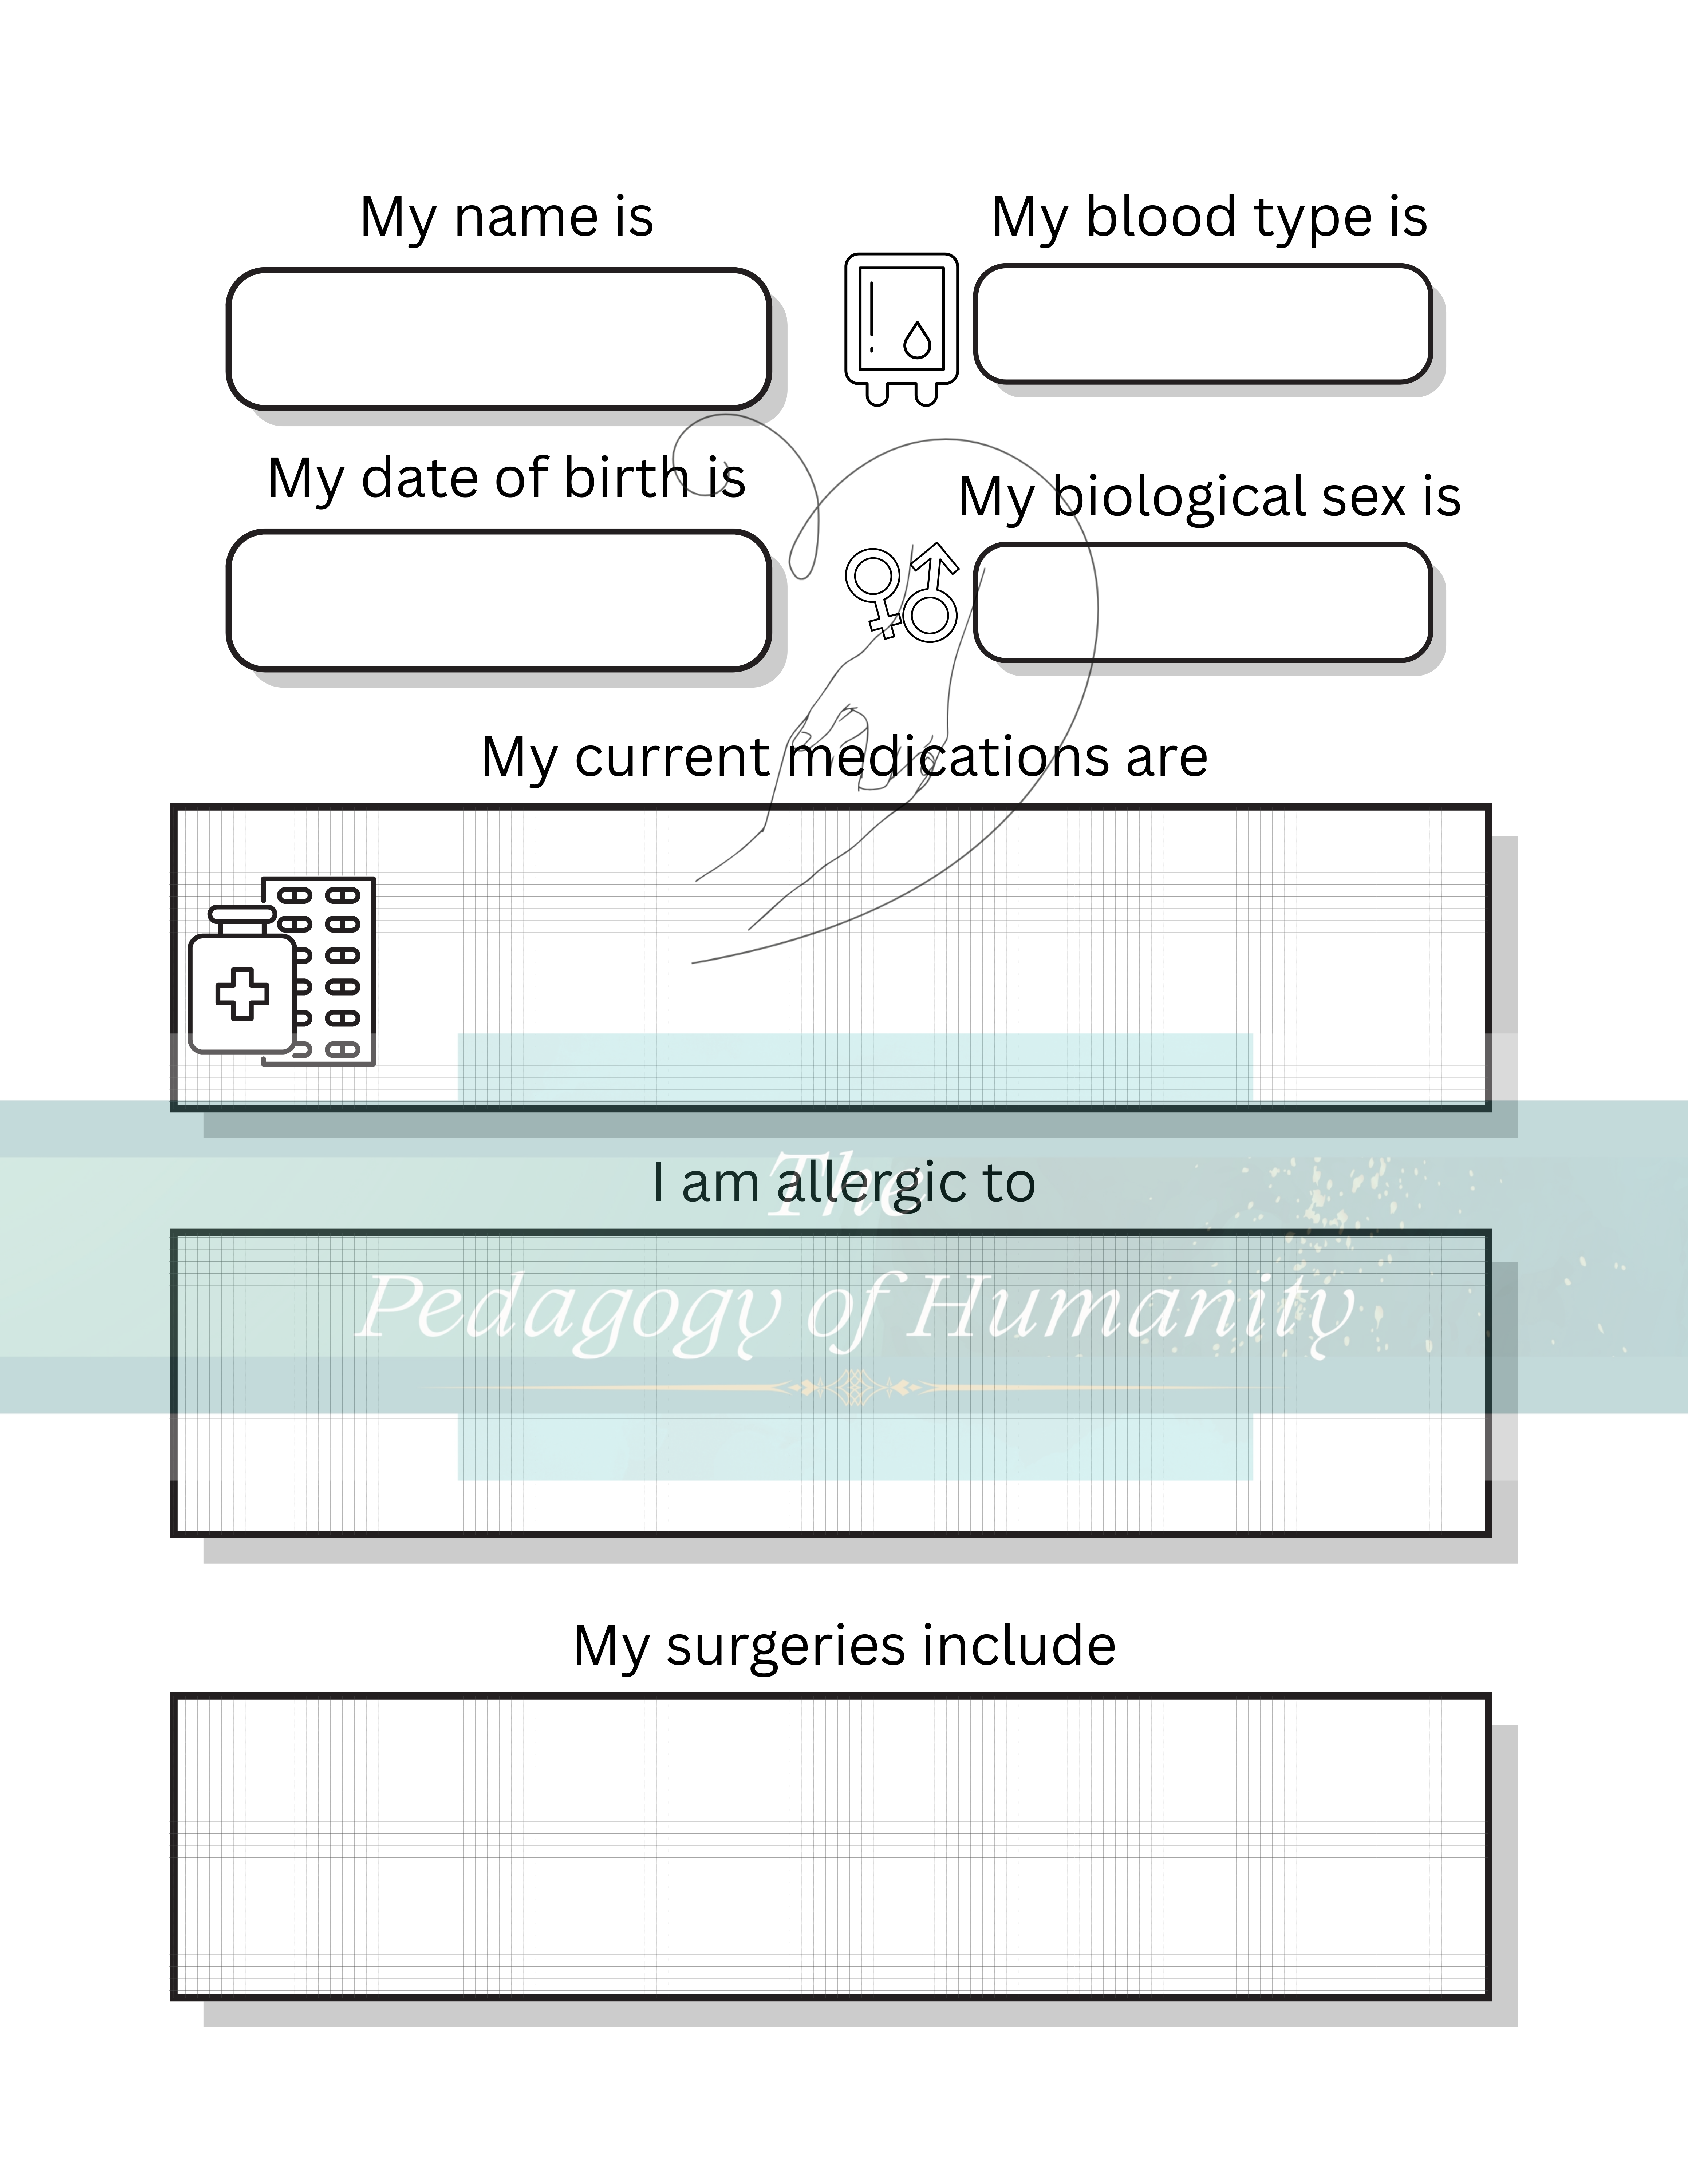 My name is
My blood type is
My date of birth is
My biological sex is
My current medications are
I am allergic to
The
Pedagogy of Humanity
My surgeries include